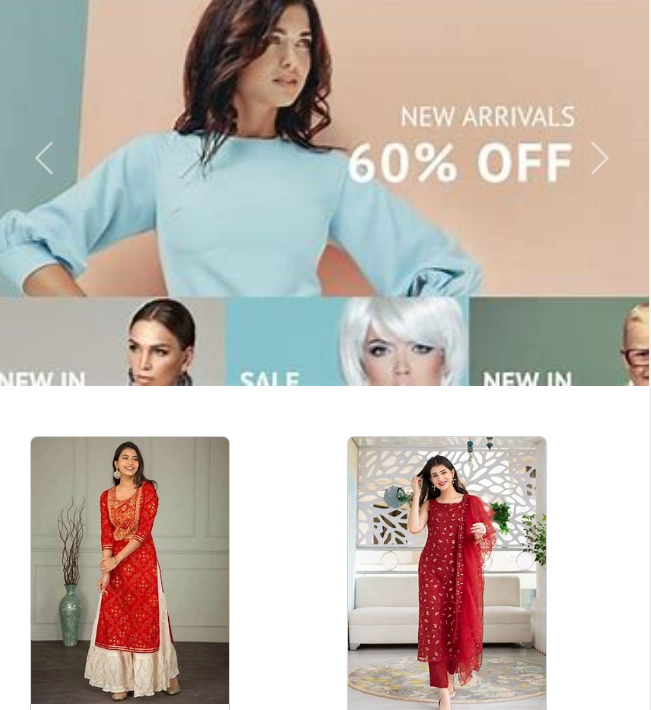 NEW ARRIVALS
60% OFF
NEW IN
SALE
NEW IN